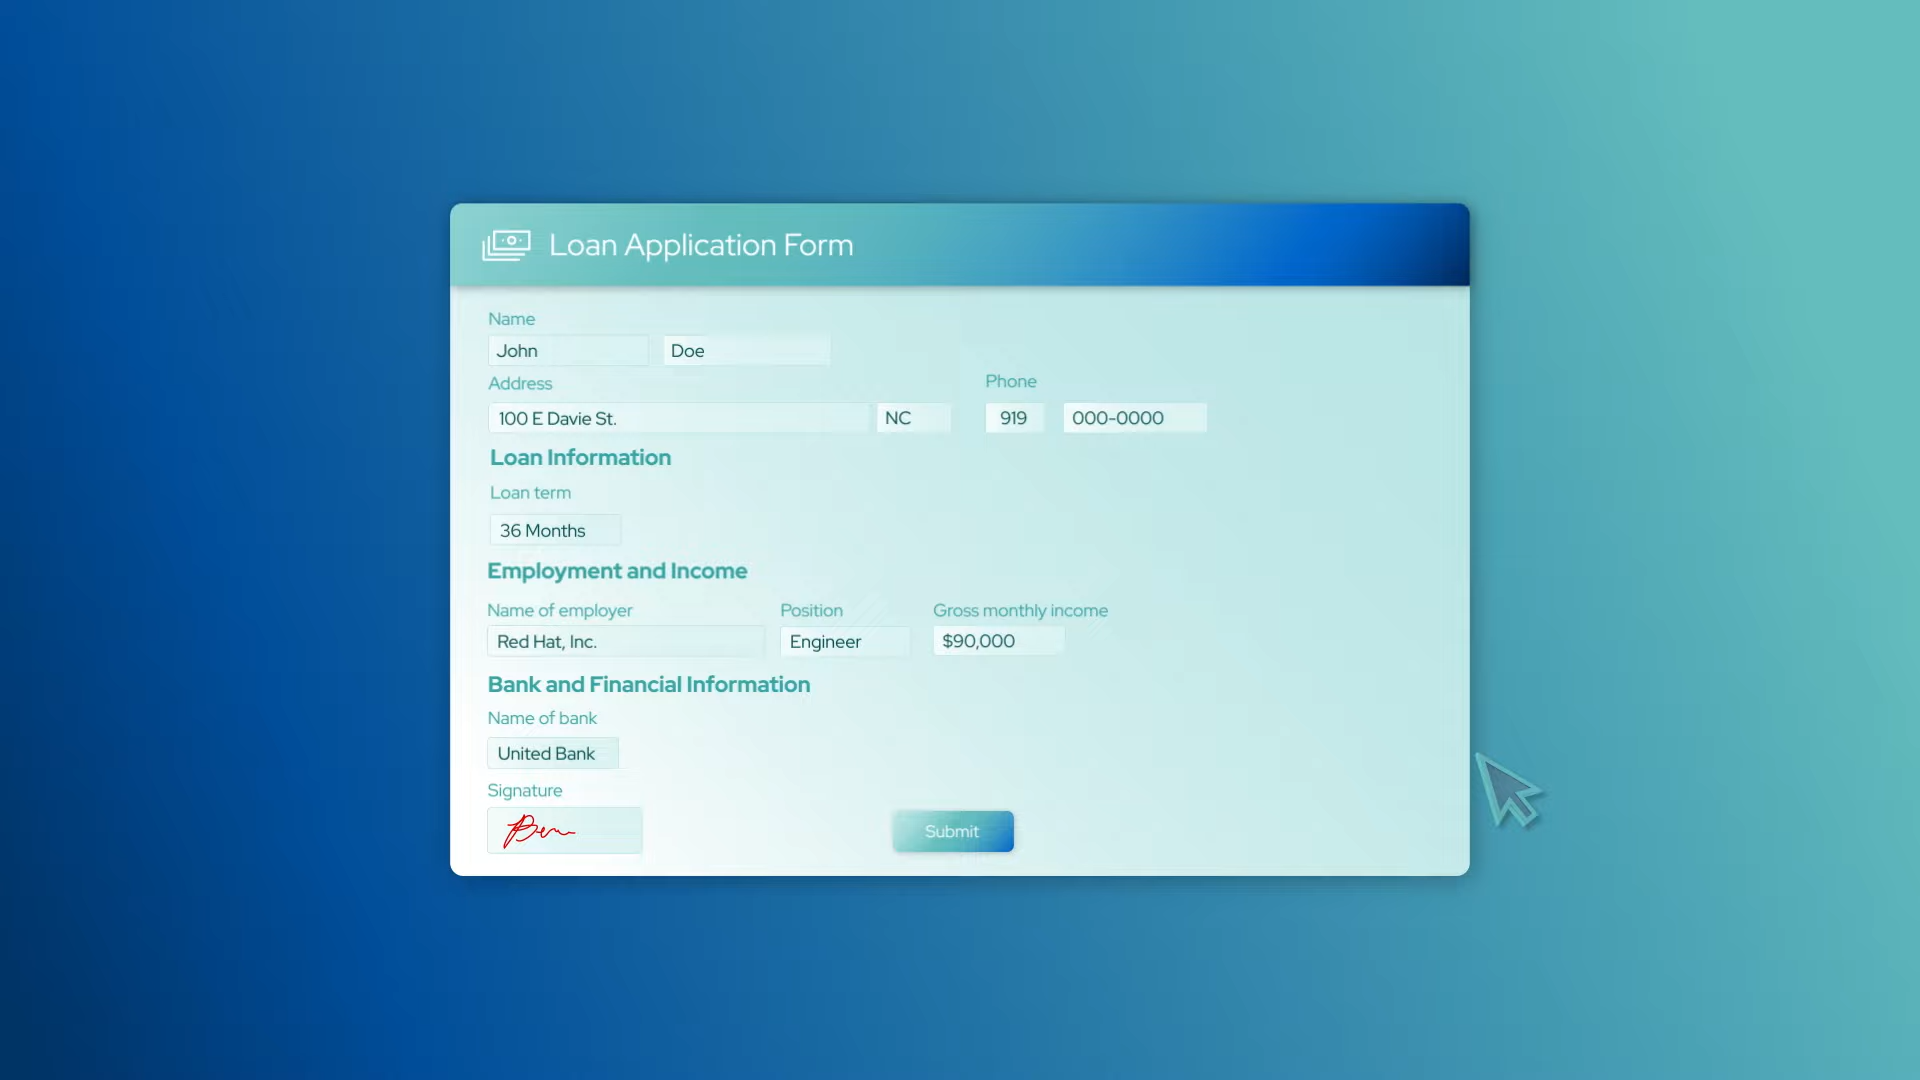 Loan Application Form
Name
John Doe
Address Phone
100 E Davie St. NC 919 000-0000
Loan Information
Loan term
36 Months
Employment and Income
Name of employer Position Gross monthly income
Red Hat, Inc. Engineer $90,000
Bank and Financial Information
Name of bank
United Bank
Signature
Submit